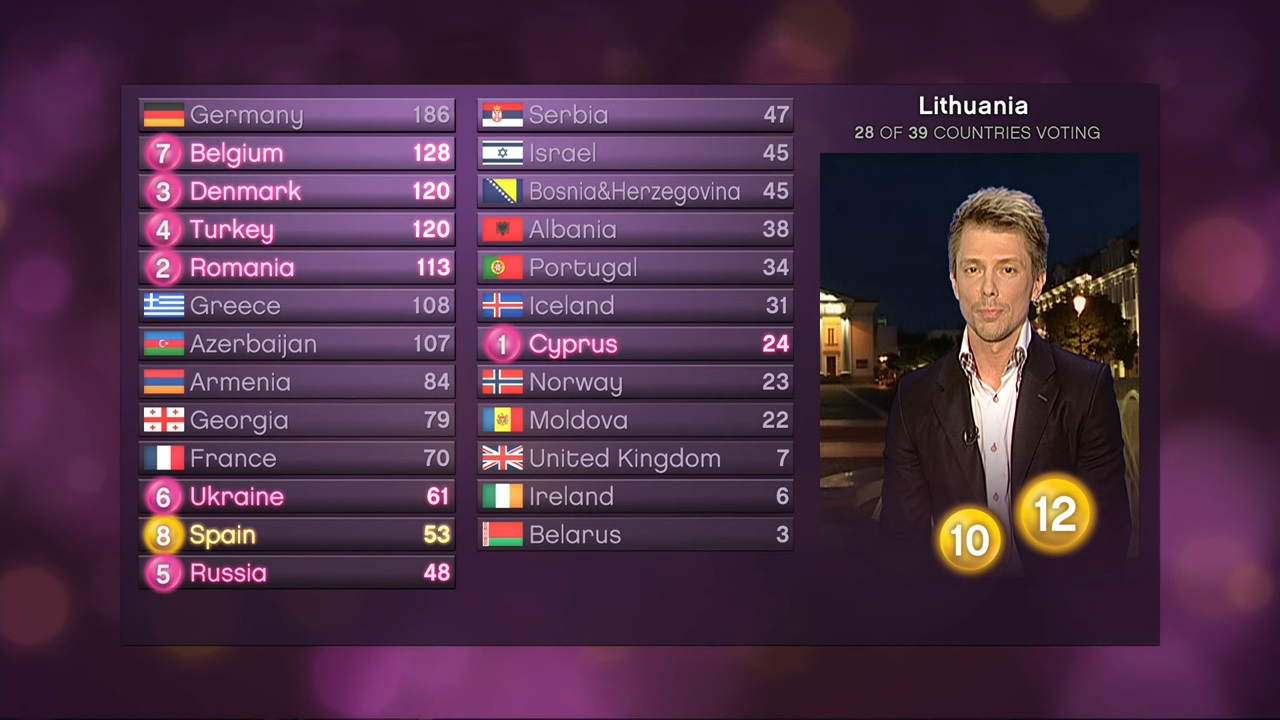 Germany 186
7 Belgium 128
3 Denmark 120
4 Turkey 120
2 Romania 113
Greece 108
Azerbaijan 107
Armenia 84
Georgia 79
France 70
6 Ukraine 61
8 Spain 53
5 Russia 48
Serbia 47
Israel 45
Bosnia&Herzegovina 45
Albania 38
Portugal 34
Iceland 31
1 Cyprus 24
Norway 23
Moldova 22
United Kingdom 7
Ireland 6
Belarus 3
Lithuania
28 OF 39 COUNTRIES VOTING
10 12